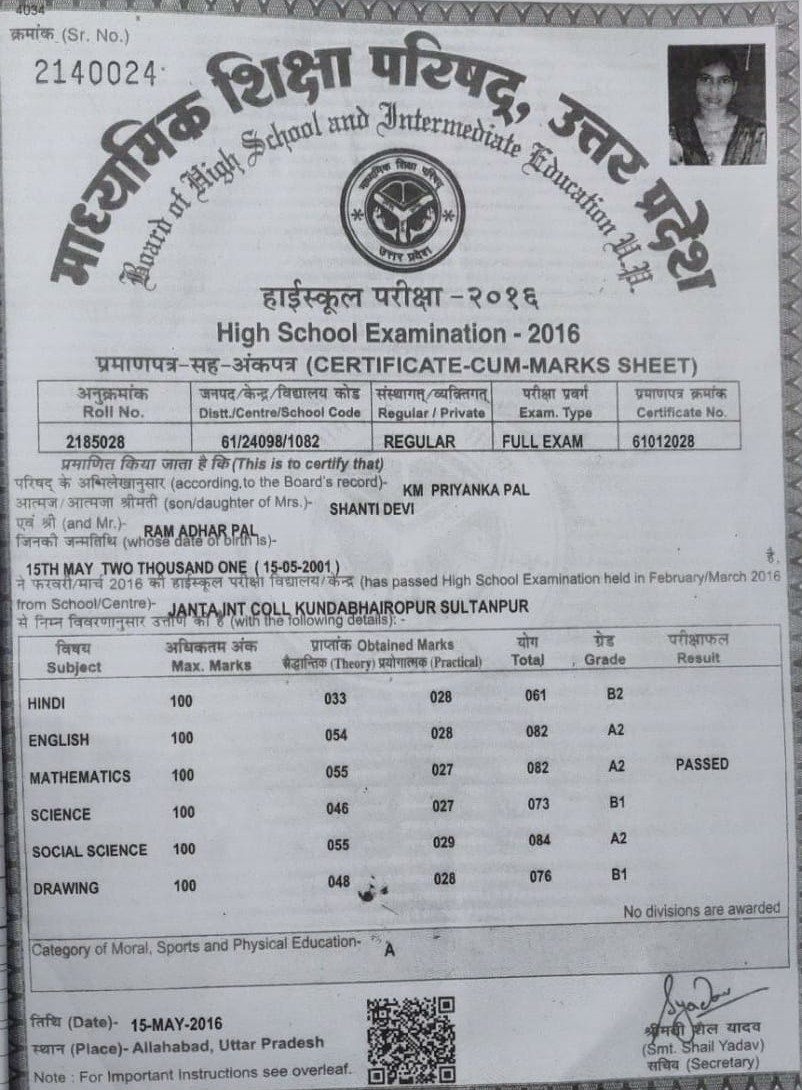 4034
क्रमांक (Sr. No.)
2140024
माध्यमिक शिक्षा परिषद्, उत्तर प्रदेश
Board of High School and Intermediate Education U.P.
माध्यमिक शिक्षा परिषद्
उत्तर प्रदेश
हाईस्कूल परीक्षा -२०१६
High School Examination - 2016
प्रमाणपत्र-सह-अंकपत्र (CERTIFICATE-CUM-MARKS SHEET)
अनुक्रमांक जनपद/केन्द्र/विद्यालय कोड संस्थागत्/व्यक्तिगत् परीक्षा प्रवर्ग प्रमाणपत्र क्रमांक
Roll No. Distt./Centre/School Code Regular / Private Exam. Type Certificate No.
2185028 61/24098/1082 REGULAR FULL EXAM 61012028
प्रमाणित किया जाता है कि (This is to certify that)
परिषद् के अभिलेखानुसार (according,to the Board's record)- KM PRIYANKA PAL
आत्मज/आत्मजा श्रीमती (son/daughter of Mrs.)- SHANTI DEVI
एवं श्री (and Mr.)- RAM ADHAR PAL
जिनकी जन्मतिथि (whose date of birth is)-
15TH MAY TWO THOUSAND ONE ( 15-05-2001 ) है,
ने फरवरी/मार्च 2016 की हाईस्कूल परीक्षा विद्यालय/केन्द्र (has passed High School Examination held in February/March 2016
from School/Centre)- JANTA INT COLL KUNDABHAIROPUR SULTANPUR
से निम्न विवरणानुसार उत्तीर्ण की है (with the following details): -
विषय अधिकतम अंक प्राप्तांक Obtained Marks योग ग्रेड परीक्षाफल
Subject Max. Marks सैद्धान्तिक (Theory) प्रयोगात्मक (Practical) Total Grade Result
HINDI 100 033 028 061 B2
ENGLISH 100 054 028 082 A2
MATHEMATICS 100 055 027 082 A2 PASSED
SCIENCE 100 046 027 073 B1
SOCIAL SCIENCE 100 055 029 084 A2
DRAWING 100 048 028 076 B1
No divisions are awarded
Category of Moral, Sports and Physical Education- A
तिथि (Date)- 15-MAY-2016
स्थान (Place)- Allahabad, Uttar Pradesh
Note : For Important Instructions see overleaf.
SYadav
श्रीमती शैल यादव
(Smt. Shail Yadav)
सचिव (Secretary)